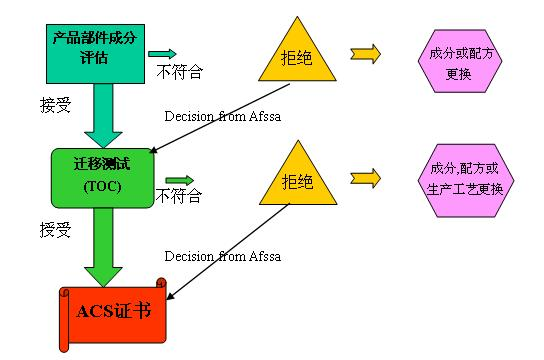 产品部件成分
评估
不符合
拒绝
成分或配方
更换
接受
Decision from Afssa
迁移测试
(TOC)
不符合
拒绝
成分,配方或
生产工艺更换
授受
Decision from Afssa
ACS证书